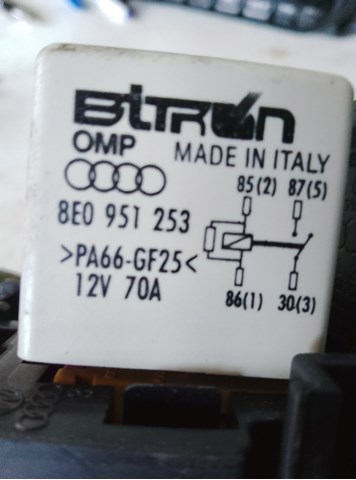 BITRON
OMP
MADE IN ITALY
85(2) 87(5)
8E0 951 253
>PA66-GF25<
12V 70A
86(1) 30(3)